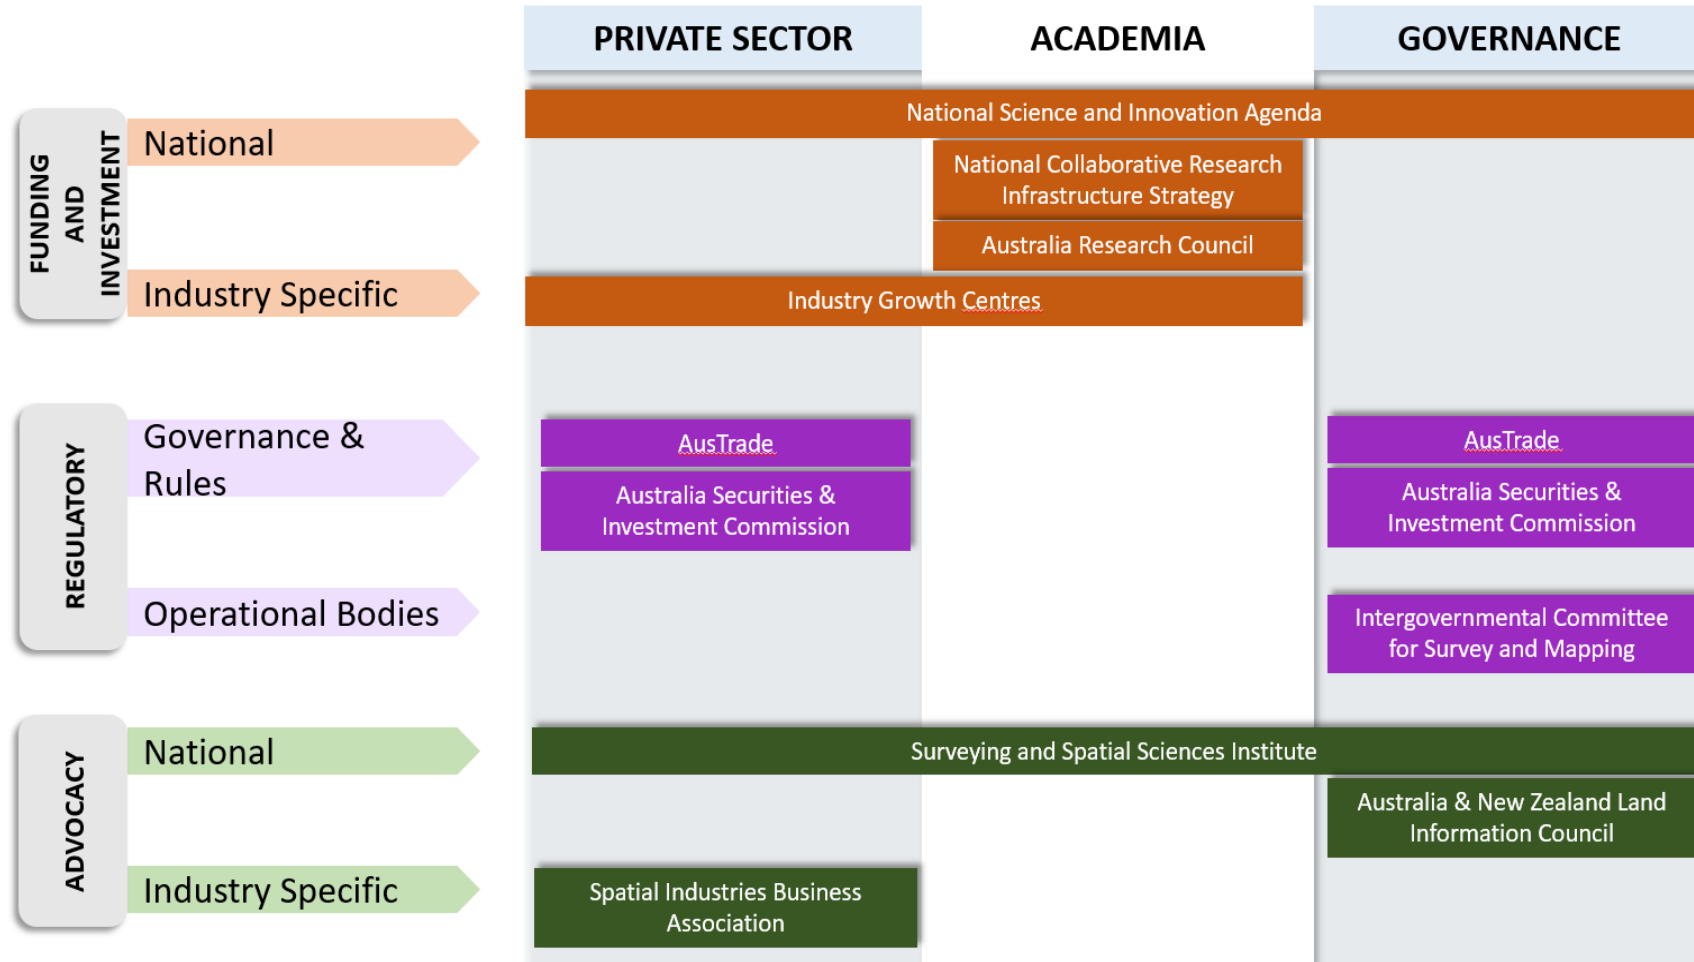 PRIVATE SECTOR
ACADEMIA
GOVERNANCE
FUNDING
AND
INVESTMENT
National
National Science and Innovation Agenda
National Collaborative Research
Infrastructure Strategy
Australia Research Council
Industry Specific
Industry Growth Centres
REGULATORY
Governance &
Rules
AusTrade
Australia Securities &
Investment Commission
AusTrade
Australia Securities &
Investment Commission
Operational Bodies
Intergovernmental Committee
for Survey and Mapping
ADVOCACY
National
Surveying and Spatial Sciences Institute
Australia & New Zealand Land
Information Council
Industry Specific
Spatial Industries Business
Association